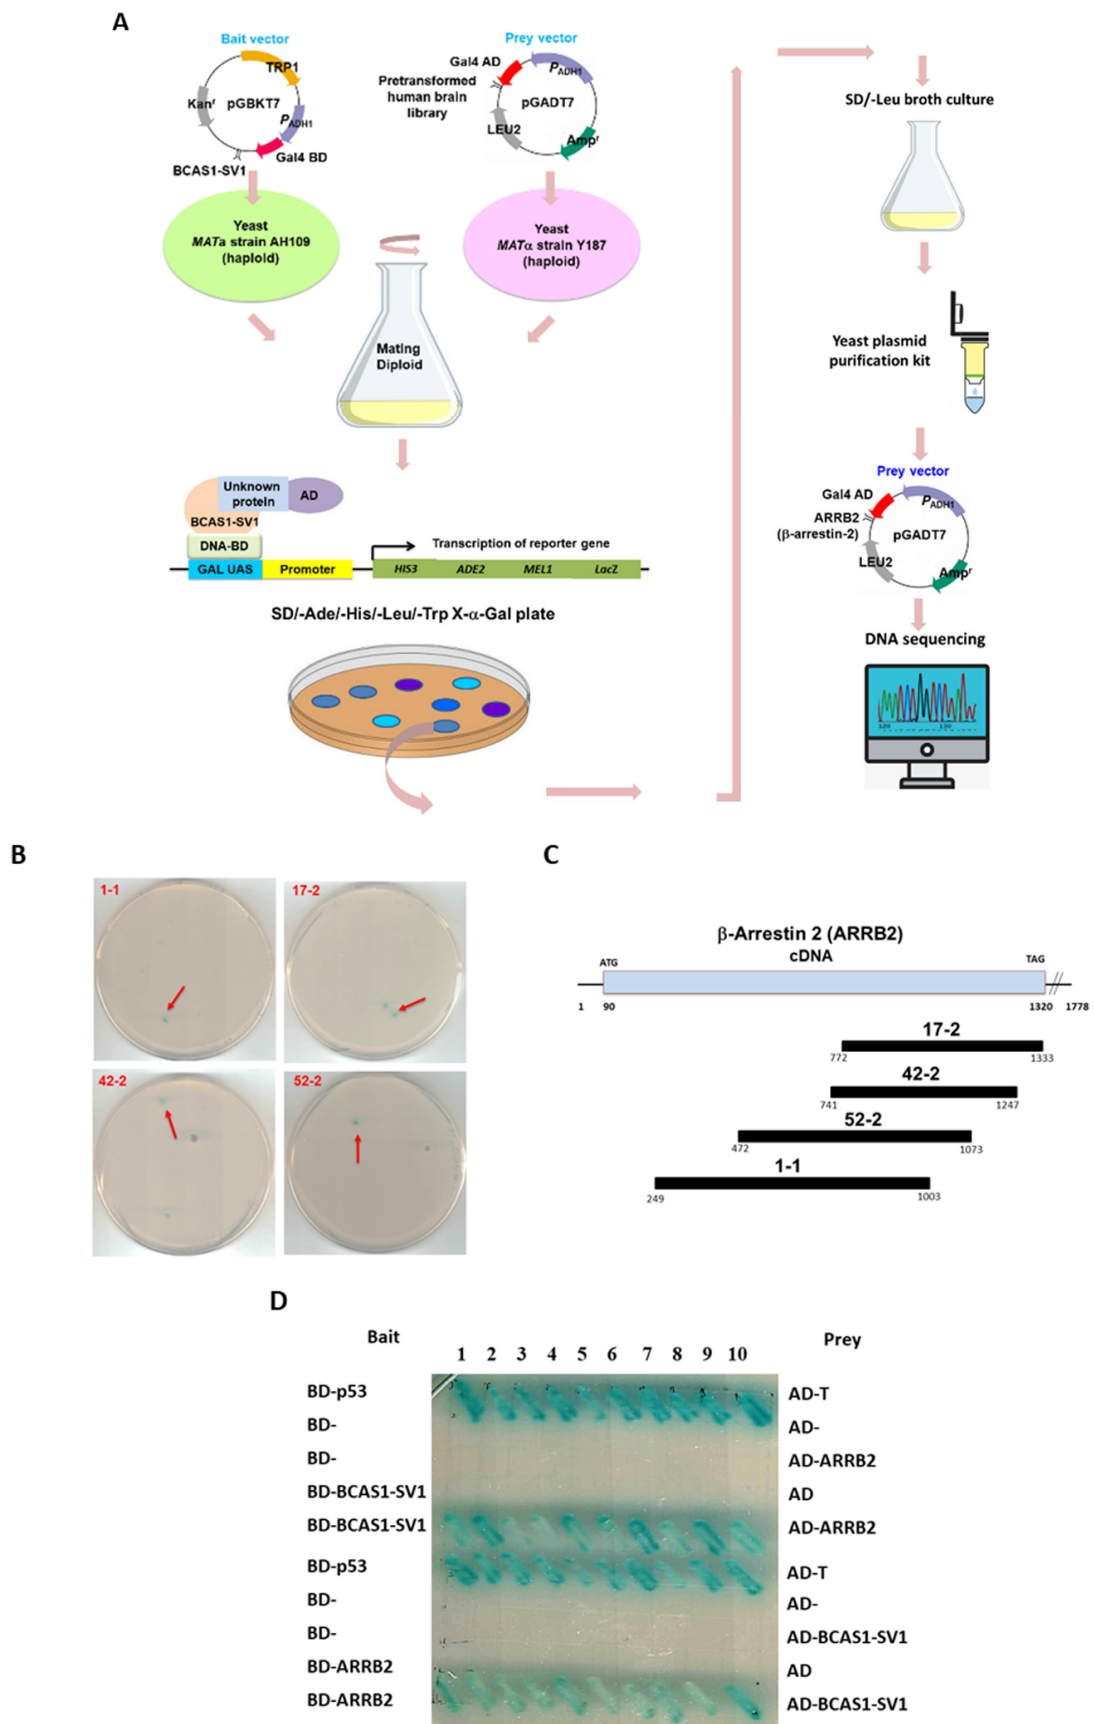 A
Bait vector
TRP1
Kanʳ
pGBKT7
PADH1
Gal4 BD
BCAS1-SV1
Prey vector
Gal4 AD
PADH1
Pretransformed
human brain
library
pGADT7
LEU2
Ampʳ
Yeast
MATa strain AH109
(haploid)
Yeast
MATα strain Y187
(haploid)
Mating
Diploid
Unknown
protein
AD
BCAS1-SV1
DNA-BD
GAL UAS
Promoter
Transcription of reporter gene
HIS3 ADE2 MEL1 LacZ
SD/-Ade/-His/-Leu/-Trp X-α-Gal plate
SD/-Leu broth culture
Yeast plasmid
purification kit
Prey vector
Gal4 AD
PADH1
ARRB2
(β-arrestin-2)
pGADT7
LEU2
Ampʳ
DNA sequencing
120 130
B
1-1
17-2
42-2
52-2
C
β-Arrestin 2 (ARRB2)
cDNA
ATG TAG
1 90 1320 1778
17-2
772 1333
42-2
741 1247
52-2
472 1073
1-1
249 1003
D
Bait
Prey
1 2 3 4 5 6 7 8 9 10
BD-p53 AD-T
BD- AD-
BD- AD-ARRB2
BD-BCAS1-SV1 AD
BD-BCAS1-SV1 AD-ARRB2
BD-p53 AD-T
BD- AD-
BD- AD-BCAS1-SV1
BD-ARRB2 AD
BD-ARRB2 AD-BCAS1-SV1